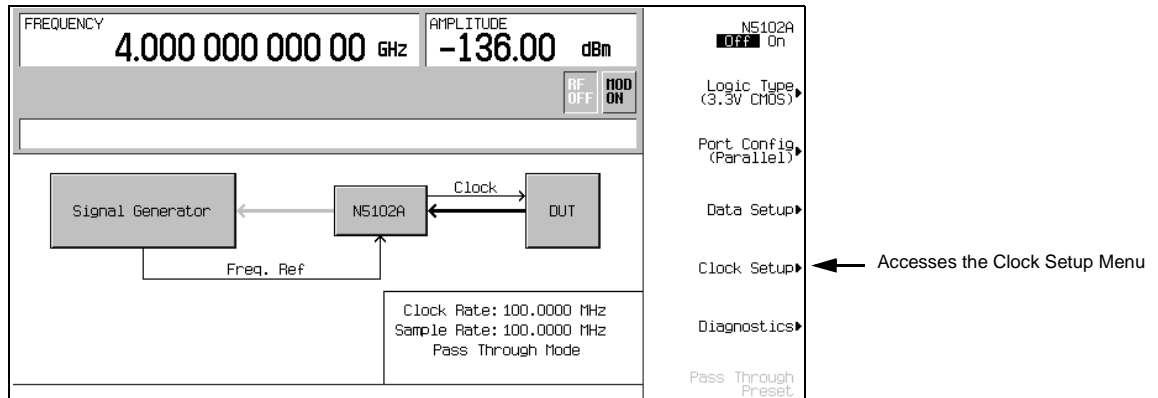 FREQUENCY
4.000 000 000 00 GHz
AMPLITUDE
-136.00 dBm
RF
OFF
MOD
ON
Signal Generator
N5102A
Clock
DUT
Freq. Ref
Clock Rate: 100.0000 MHz
Sample Rate: 100.0000 MHz
Pass Through Mode
N5102A
Off On
Logic Type
(3.3V CMOS)
Port Config
(Parallel)
Data Setup
Clock Setup
Accesses the Clock Setup Menu
Diagnostics
Pass Through
Preset